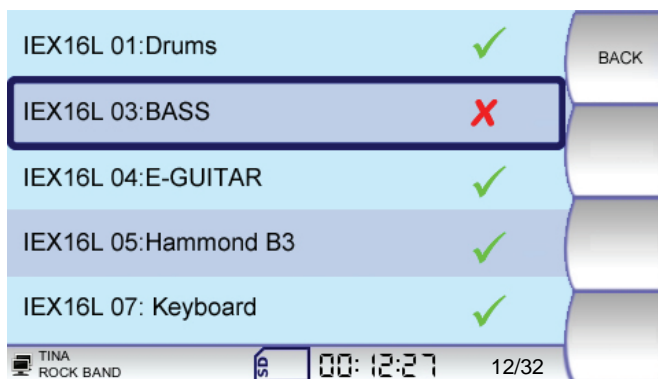 IEX16L 01:Drums
BACK
IEX16L 03:BASS
IEX16L 04:E-GUITAR
IEX16L 05:Hammond B3
IEX16L 07: Keyboard
TINA
ROCK BAND
SD
00:12:27
12/32